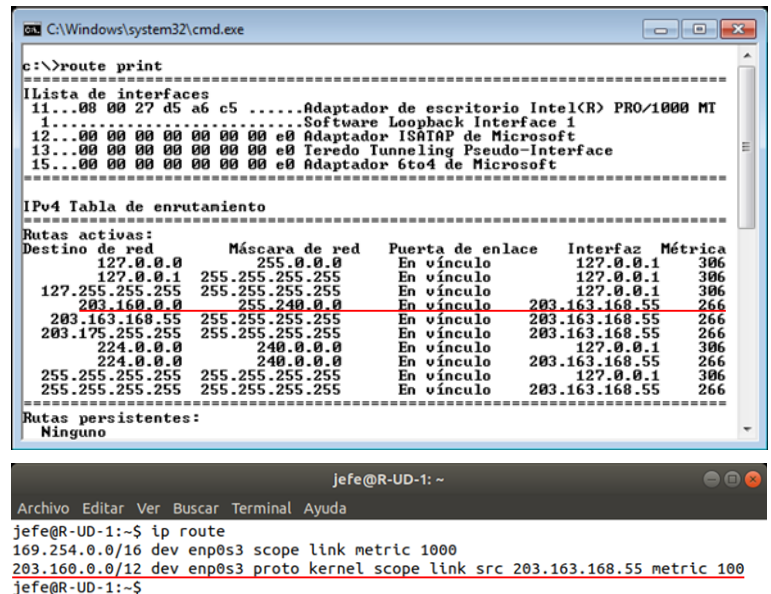 C:\Windows\system32\cmd.exe
c:\>route print
===========================================================================
ILista de interfaces
11...08 00 27 d5 a6 c5 ......Adaptador de escritorio Intel(R) PRO/1000 MT
1...........................Software Loopback Interface 1
12...00 00 00 00 00 00 00 e0 Adaptador ISATAP de Microsoft
13...00 00 00 00 00 00 00 e0 Teredo Tunneling Pseudo-Interface
15...00 00 00 00 00 00 00 e0 Adaptador 6to4 de Microsoft
===========================================================================
IPv4 Tabla de enrutamiento
===========================================================================
Rutas activas:
Destino de red Máscara de red Puerta de enlace Interfaz Métrica
127.0.0.0 255.0.0.0 En vínculo 127.0.0.1 306
127.0.0.1 255.255.255.255 En vínculo 127.0.0.1 306
127.255.255.255 255.255.255.255 En vínculo 127.0.0.1 306
203.160.0.0 255.240.0.0 En vínculo 203.163.168.55 266
203.163.168.55 255.255.255.255 En vínculo 203.163.168.55 266
203.175.255.255 255.255.255.255 En vínculo 203.163.168.55 266
224.0.0.0 240.0.0.0 En vínculo 127.0.0.1 306
224.0.0.0 240.0.0.0 En vínculo 203.163.168.55 266
255.255.255.255 255.255.255.255 En vínculo 127.0.0.1 306
255.255.255.255 255.255.255.255 En vínculo 203.163.168.55 266
===========================================================================
Rutas persistentes:
Ninguno
jefe@R-UD-1: ~
Archivo Editar Ver Buscar Terminal Ayuda
jefe@R-UD-1:~$ ip route
169.254.0.0/16 dev enp0s3 scope link metric 1000
203.160.0.0/12 dev enp0s3 proto kernel scope link src 203.163.168.55 metric 100
jefe@R-UD-1:~$